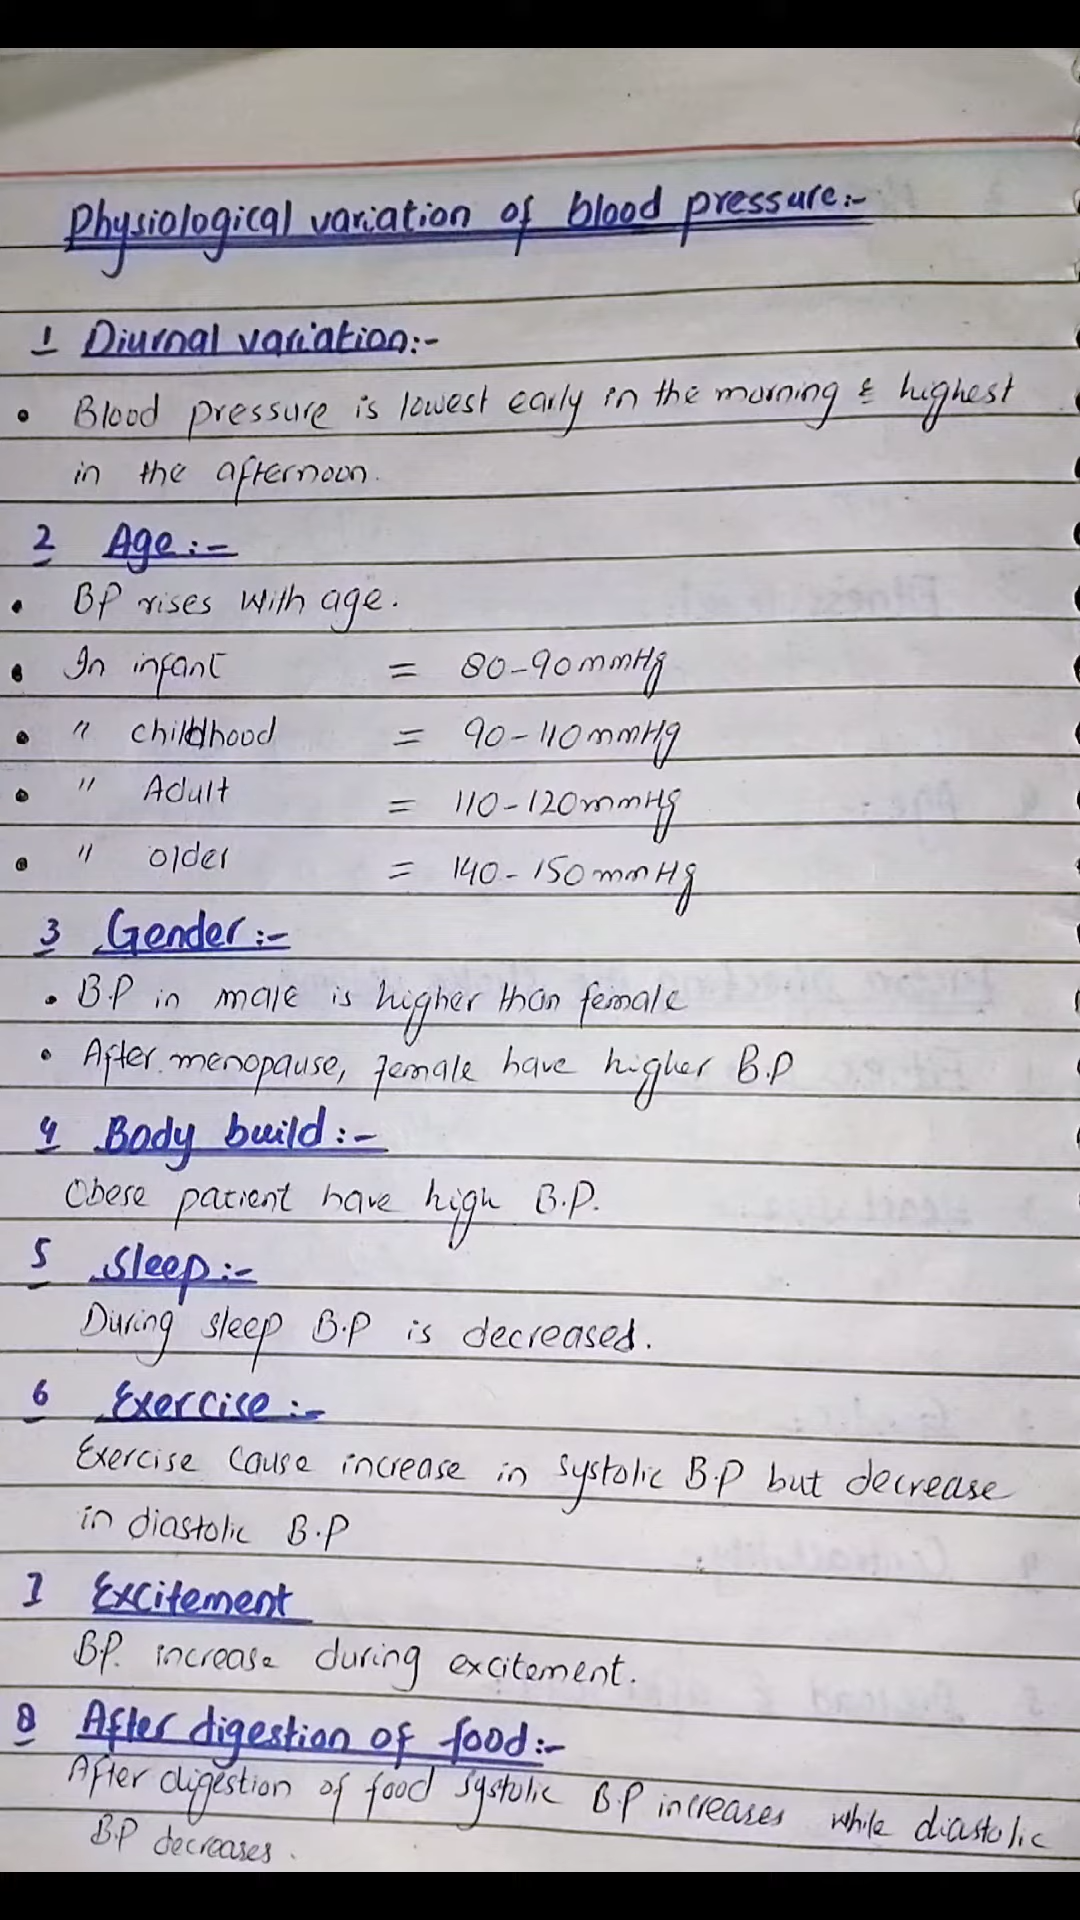 Physiological variation of blood pressure:-
1 Diurnal variation:-
• Blood pressure is lowest early in the morning & highest
in the afternoon.
2 Age:-
• BP rises with age.
• In infant = 80-90mmHg
• " childhood = 90-110mmHg
• " Adult = 110-120mmHg
• " older = 140-150mmHg
3 Gender:-
• B.P in male is higher than female
• After menopause, female have higher B.P
4 Body build:-
Obese patient have high B.P.
5 Sleep:-
During sleep B.P is decreased.
6 Exercise:-
Exercise cause increase in systolic B.P but decrease
in diastolic B.P
7 Excitement
B.P. increase during excitement.
8 After digestion of food:-
After digestion of food systolic B.P increases while diastolic
B.P decreases.